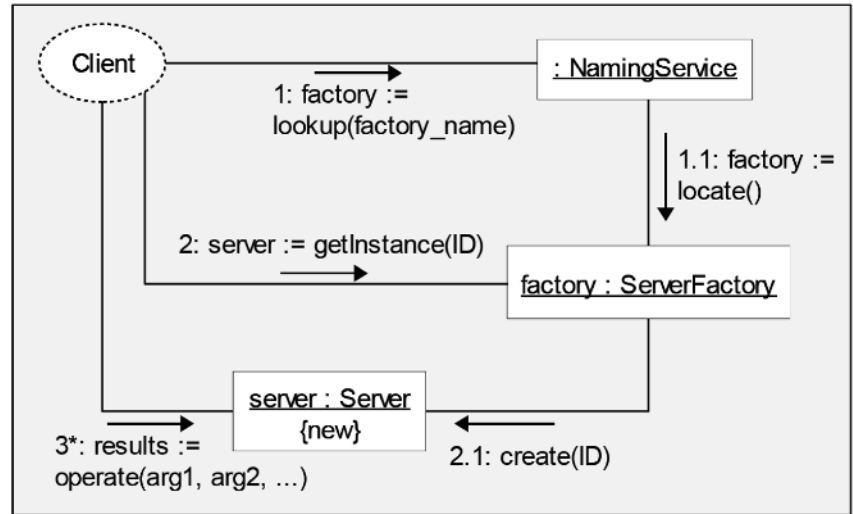 Client
: NamingService
1: factory :=
lookup(factory_name)
1.1: factory :=
locate()
2: server := getInstance(ID)
factory : ServerFactory
server : Server
{new}
3*: results :=
operate(arg1, arg2, …)
2.1: create(ID)